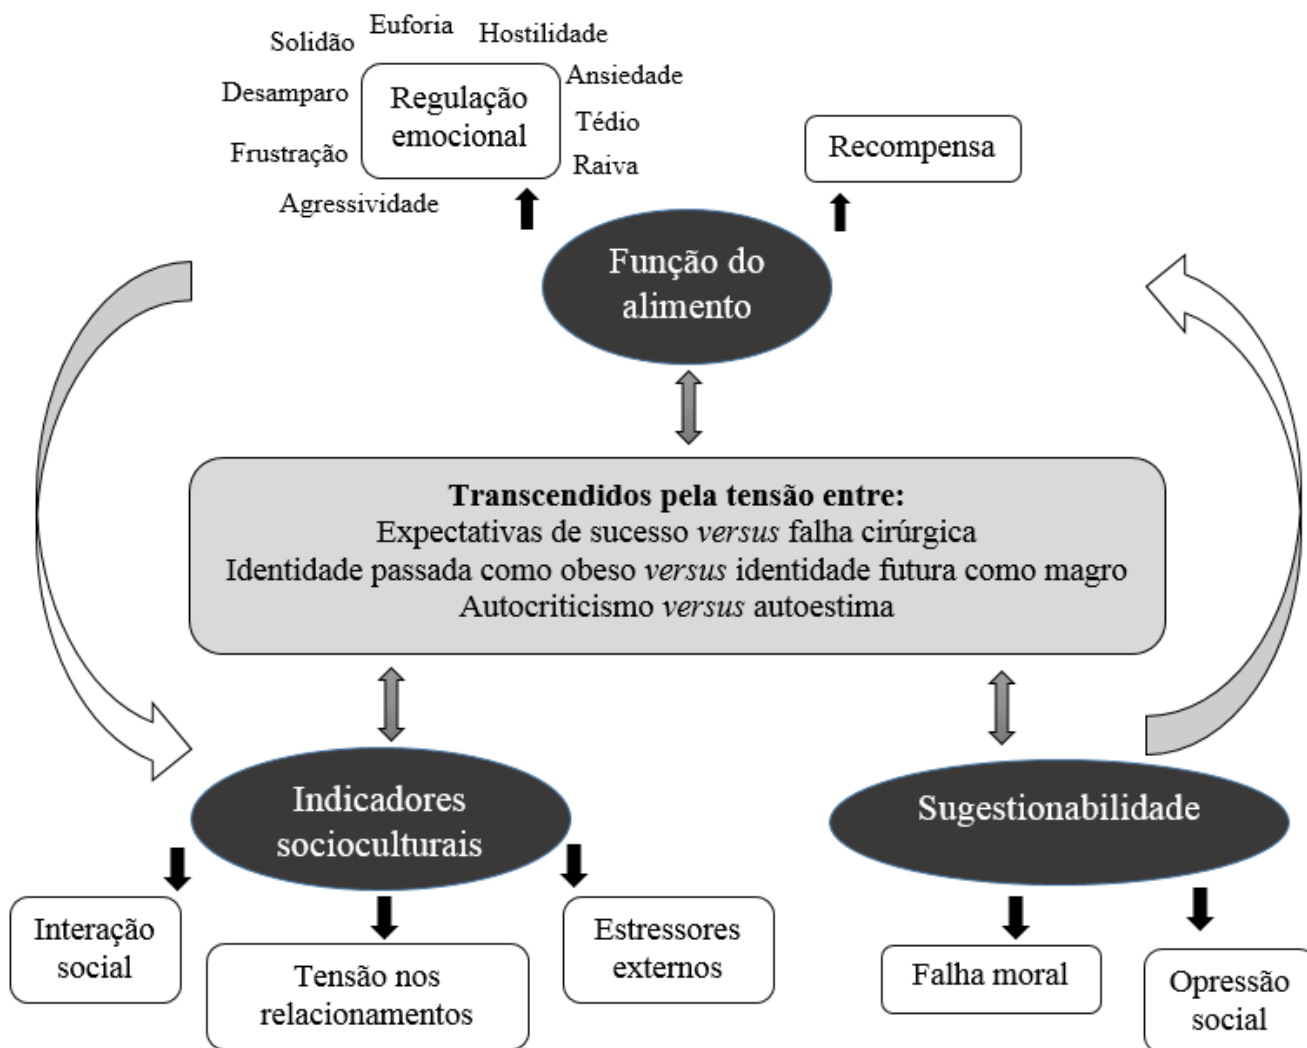 Euforia
Solidão
Hostilidade
Ansiedade
Desamparo
Regulação
emocional
Tédio
Recompensa
Frustração
Raiva
Agressividade
Função do
alimento
Transcendidos pela tensão entre:
Expectativas de sucesso versus falha cirúrgica
Identidade passada como obeso versus identidade futura como magro
Autocriticismo versus autoestima
Indicadores
socioculturais
Sugestionabilidade
Interação
social
Tensão nos
relacionamentos
Estressores
externos
Falha moral
Opressão
social